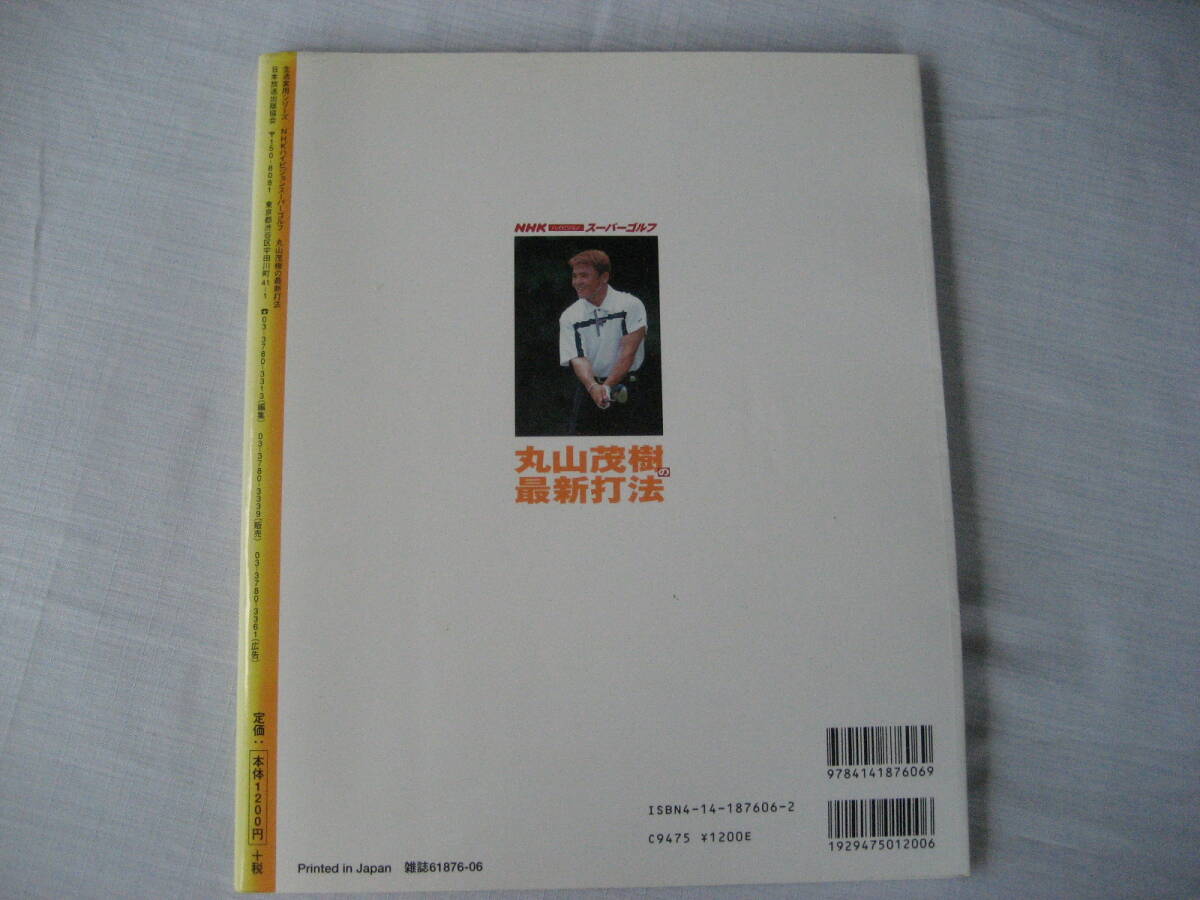 生活実用シリーズ NHKハイビジョンスーパーゴルフ 丸山茂樹の最新打法
日本放送出版協会 〒150-8081 東京都渋谷区宇田川町41-1 ☎03-3780-3313(編集) 03-3780-3339(販売) 03-3780-3361(広告)
定価:本体1200円+税
NHK ハイビジョン スーパーゴルフ
丸山茂樹の
最新打法
9784141876069
ISBN4-14-187606-2
C9475 ¥1200E
1929475012006
Printed in Japan 雑誌61876-06